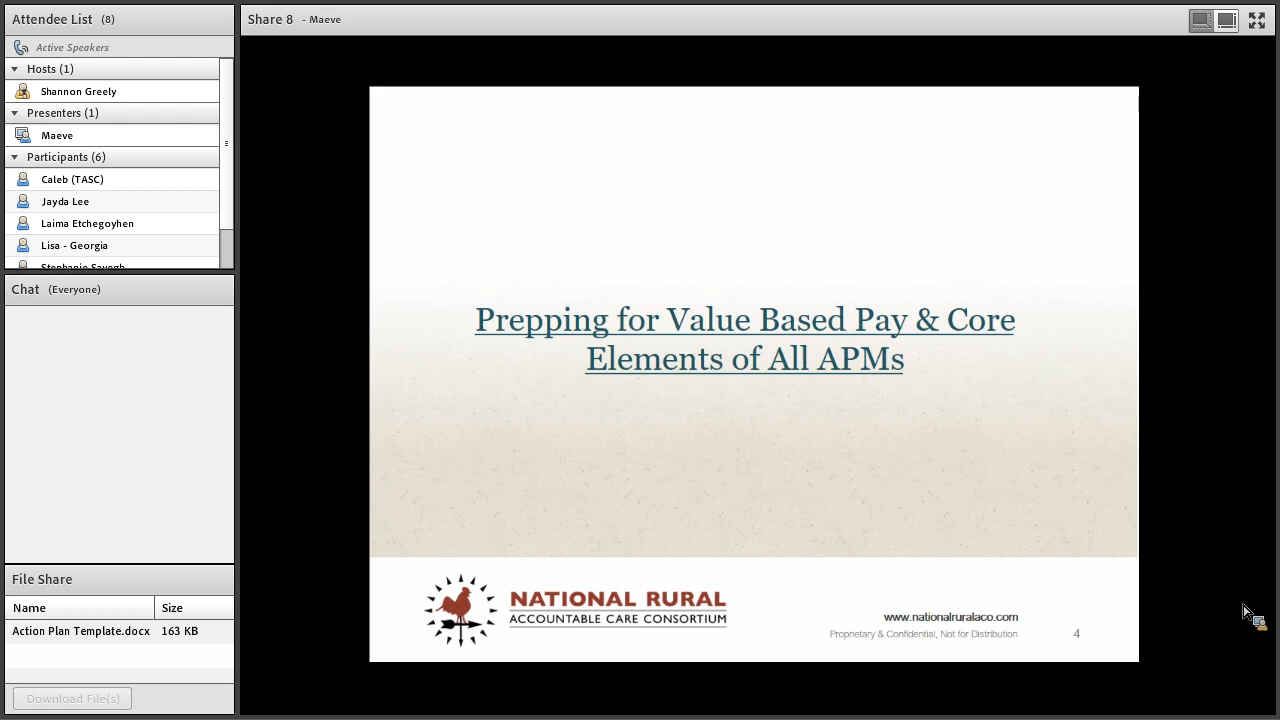 Attendee List (8)
Active Speakers
Hosts (1)
Shannon Greely
Presenters (1)
Maeve
Participants (6)
Caleb (TASC)
Jayda Lee
Laima Etchegoyhen
Lisa - Georgia
Stephanie Sayegh
Chat (Everyone)
File Share
Name Size
Action Plan Template.docx 163 KB
Download File(s)
Share 8 - Maeve
Prepping for Value Based Pay & Core
Elements of All APMs
NATIONAL RURAL
ACCOUNTABLE CARE CONSORTIUM
www.nationalruralaco.com
Proprietary & Confidential, Not for Distribution
4